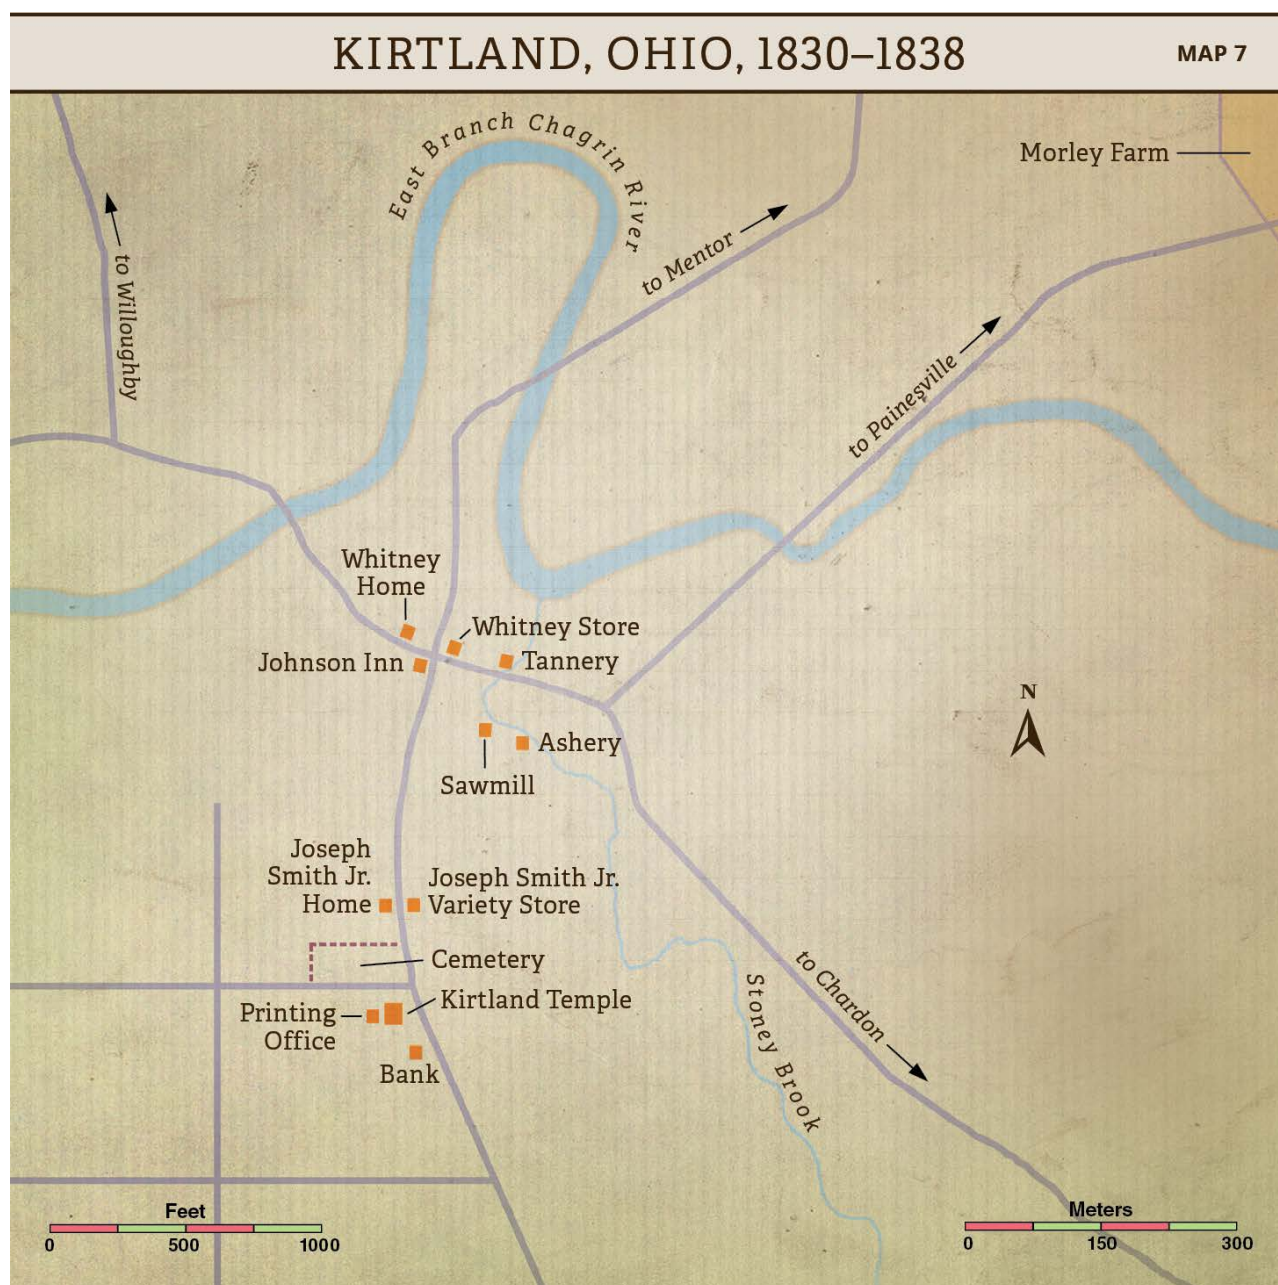 KIRTLAND, OHIO, 1830–1838
MAP 7
East Branch Chagrin River
Morley Farm
to Mentor
to Willoughby
to Painesville
Whitney
Home
Whitney Store
Johnson Inn
Tannery
N
Ashery
Sawmill
Joseph
Smith Jr.
Home
Joseph Smith Jr.
Variety Store
Cemetery
to Chardon
Stoney Brook
Kirtland Temple
Printing
Office
Bank
Feet
0 500 1000
Meters
0 150 300